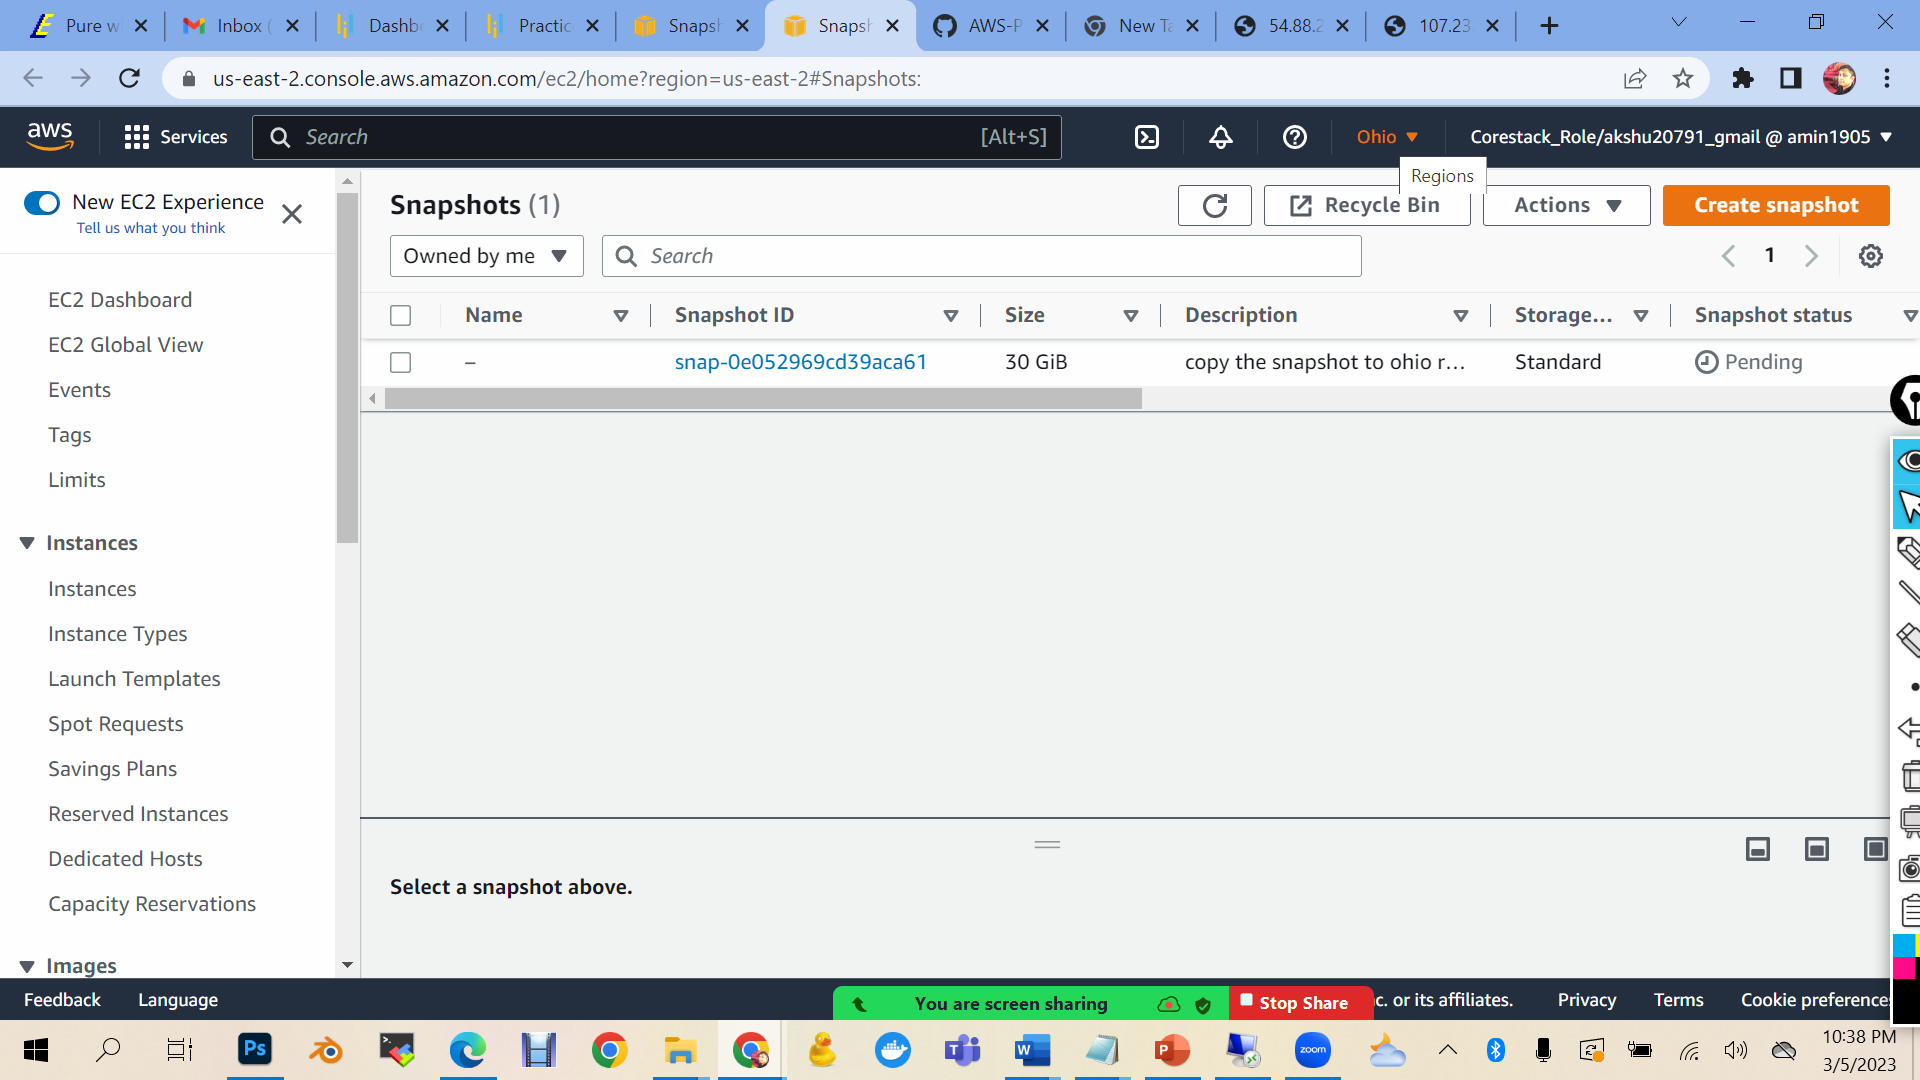 Pure w
Inbox (
Dashb
Practic
Snapsh
Snapsh
AWS-P
New Ta
54.88.2
107.23
us-east-2.console.aws.amazon.com/ec2/home?region=us-east-2#Snapshots:
aws
Services
Search
[Alt+S]
Ohio
Corestack_Role/akshu20791_gmail @ amin1905
Regions
New EC2 Experience
Tell us what you think
EC2 Dashboard
EC2 Global View
Events
Tags
Limits
Instances
Instances
Instance Types
Launch Templates
Spot Requests
Savings Plans
Reserved Instances
Dedicated Hosts
Capacity Reservations
Images
Snapshots (1)
Recycle Bin
Actions
Create snapshot
Owned by me
Search
1
Name
Snapshot ID
Size
Description
Storage...
Snapshot status
–
snap-0e052969cd39aca61
30 GiB
copy the snapshot to ohio r...
Standard
Pending
Select a snapshot above.
Feedback
Language
You are screen sharing
Stop Share
c. or its affiliates.
Privacy
Terms
Cookie preferences
Ps
zoom
10:38 PM
3/5/2023